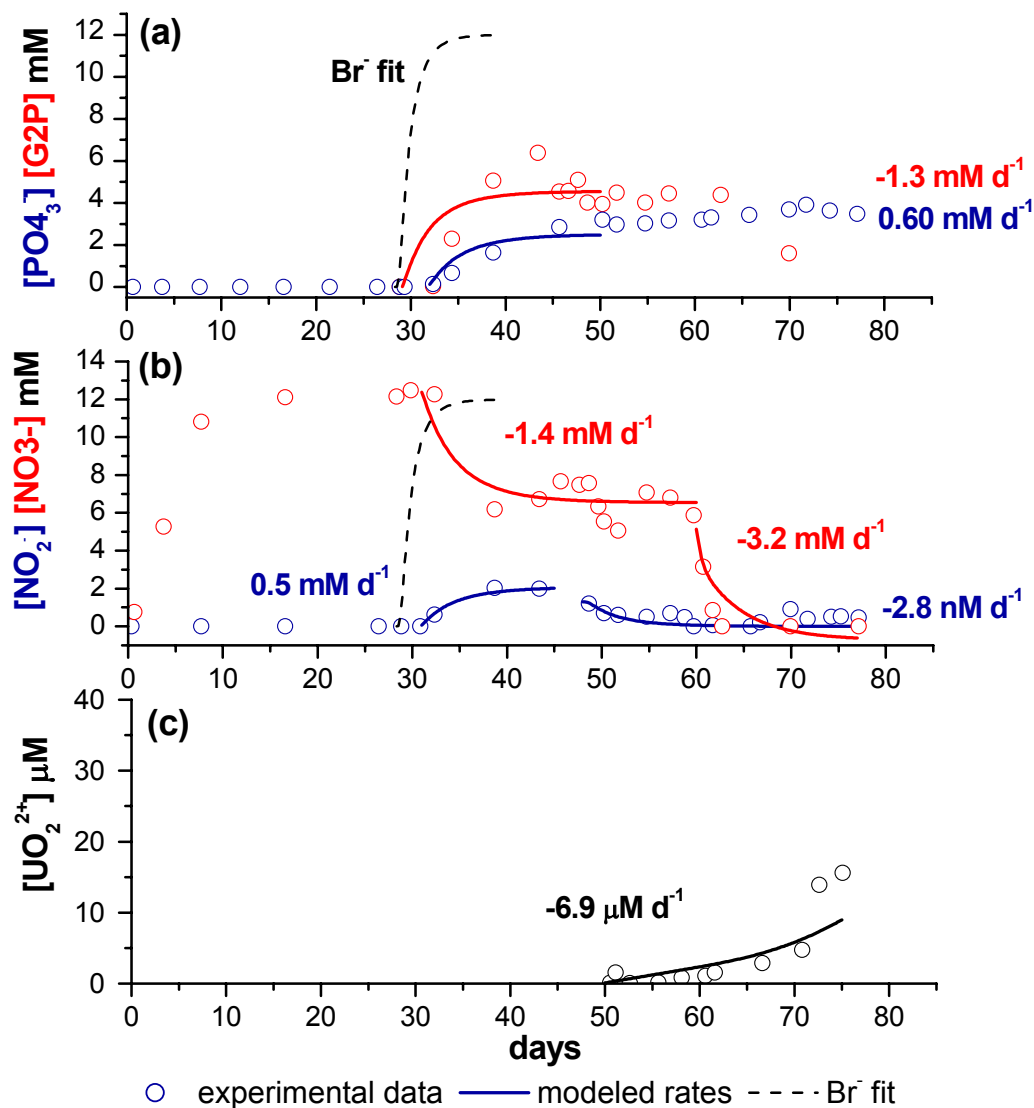 (a)
12
10
8
6
4
2
0
[PO4₃⁻] [G2P] mM
Br⁻ fit
-1.3 mM d⁻¹
0.60 mM d⁻¹
0 10 20 30 40 50 60 70 80
(b)
14
12
10
8
6
4
2
0
[NO₂⁻] [NO3-] mM
-1.4 mM d⁻¹
-3.2 mM d⁻¹
0.5 mM d⁻¹
-2.8 nM d⁻¹
0 10 20 30 40 50 60 70 80
(c)
40
30
20
10
0
[UO₂²⁺] μM
-6.9 μM d⁻¹
0 10 20 30 40 50 60 70 80
days
experimental data modeled rates Br⁻ fit